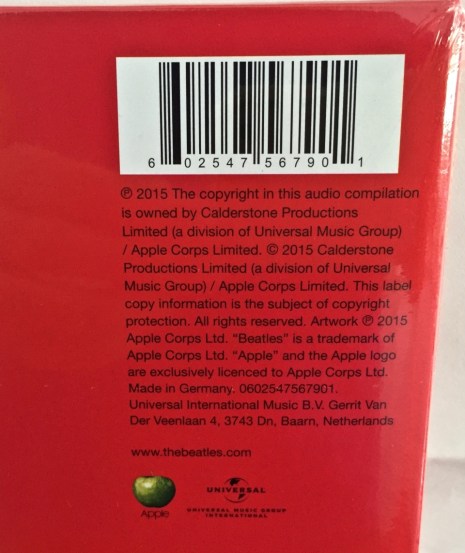 6 02547 56790 1
℗ 2015 The copyright in this audio compilation
is owned by Calderstone Productions
Limited (a division of Universal Music Group)
/ Apple Corps Limited. © 2015 Calderstone
Productions Limited (a division of Universal
Music Group) / Apple Corps Limited. This label
copy information is the subject of copyright
protection. All rights reserved. Artwork ℗ 2015
Apple Corps Ltd. “Beatles” is a trademark of
Apple Corps Ltd. “Apple” and the Apple logo
are exclusively licenced to Apple Corps Ltd.
Made in Germany. 0602547567901.
Universal International Music B.V. Gerrit Van
Der Veenlaan 4, 3743 Dn, Baarn, Netherlands
www.thebeatles.com
Apple
UNIVERSAL
UNIVERSAL MUSIC GROUP
INTERNATIONAL